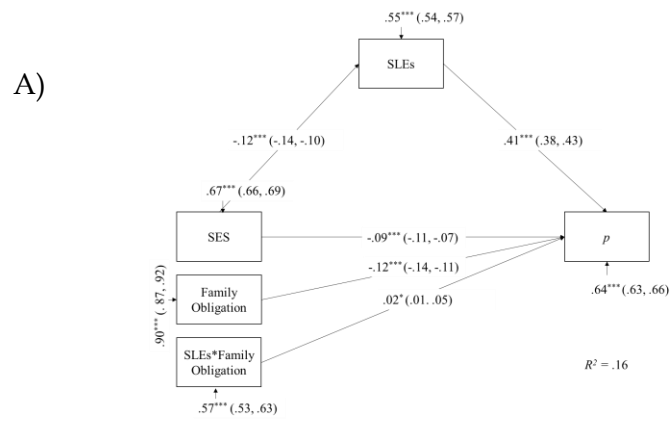 .55*** (.54, .57)
SLEs
A)
-.12*** (-.14, -.10)
.41*** (.38, .43)
.67*** (.66, .69)
SES
-.09*** (-.11, -.07)
p
-.12*** (-.14, -.11)
.90*** (. 87, .92)
Family
Obligation
.02* (.01. .05)
.64*** (.63, .66)
SLEs*Family
Obligation
R² = .16
.57*** (.53, .63)